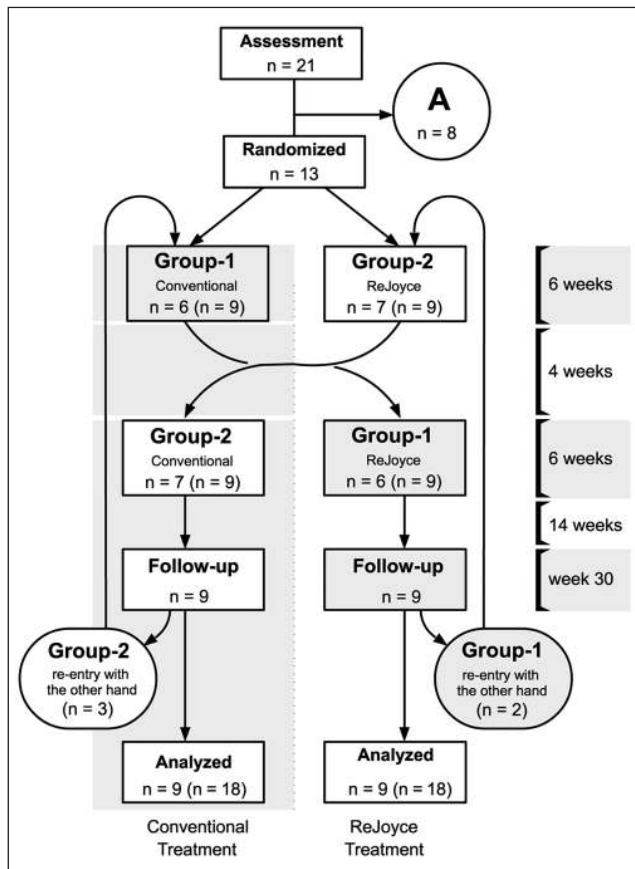 Assessment
n = 21
A
n = 8
Randomized
n = 13
Group-1
Conventional
n = 6 (n = 9)
Group-2
ReJoyce
n = 7 (n = 9)
6 weeks
4 weeks
Group-2
Conventional
n = 7 (n = 9)
Group-1
ReJoyce
n = 6 (n = 9)
6 weeks
14 weeks
Follow-up
n = 9
Follow-up
n = 9
week 30
Group-2
re-entry with
the other hand
(n = 3)
Group-1
re-entry with
the other hand
(n = 2)
Analyzed
n = 9 (n = 18)
Analyzed
n = 9 (n = 18)
Conventional
Treatment
ReJoyce
Treatment